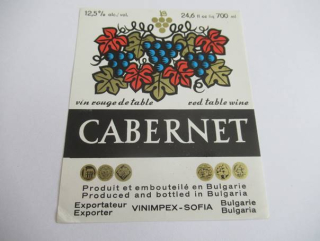 12,5% alc./vol. 24,6 fl oz (u) 700 ml
vin rouge de table red table wine
CABERNET
Produit et embouteillé en Bulgarie
Produced and bottled in Bulgaria
Exportateur Bulgarie
VINIMPEX-SOFIA
Exporter Bulgaria